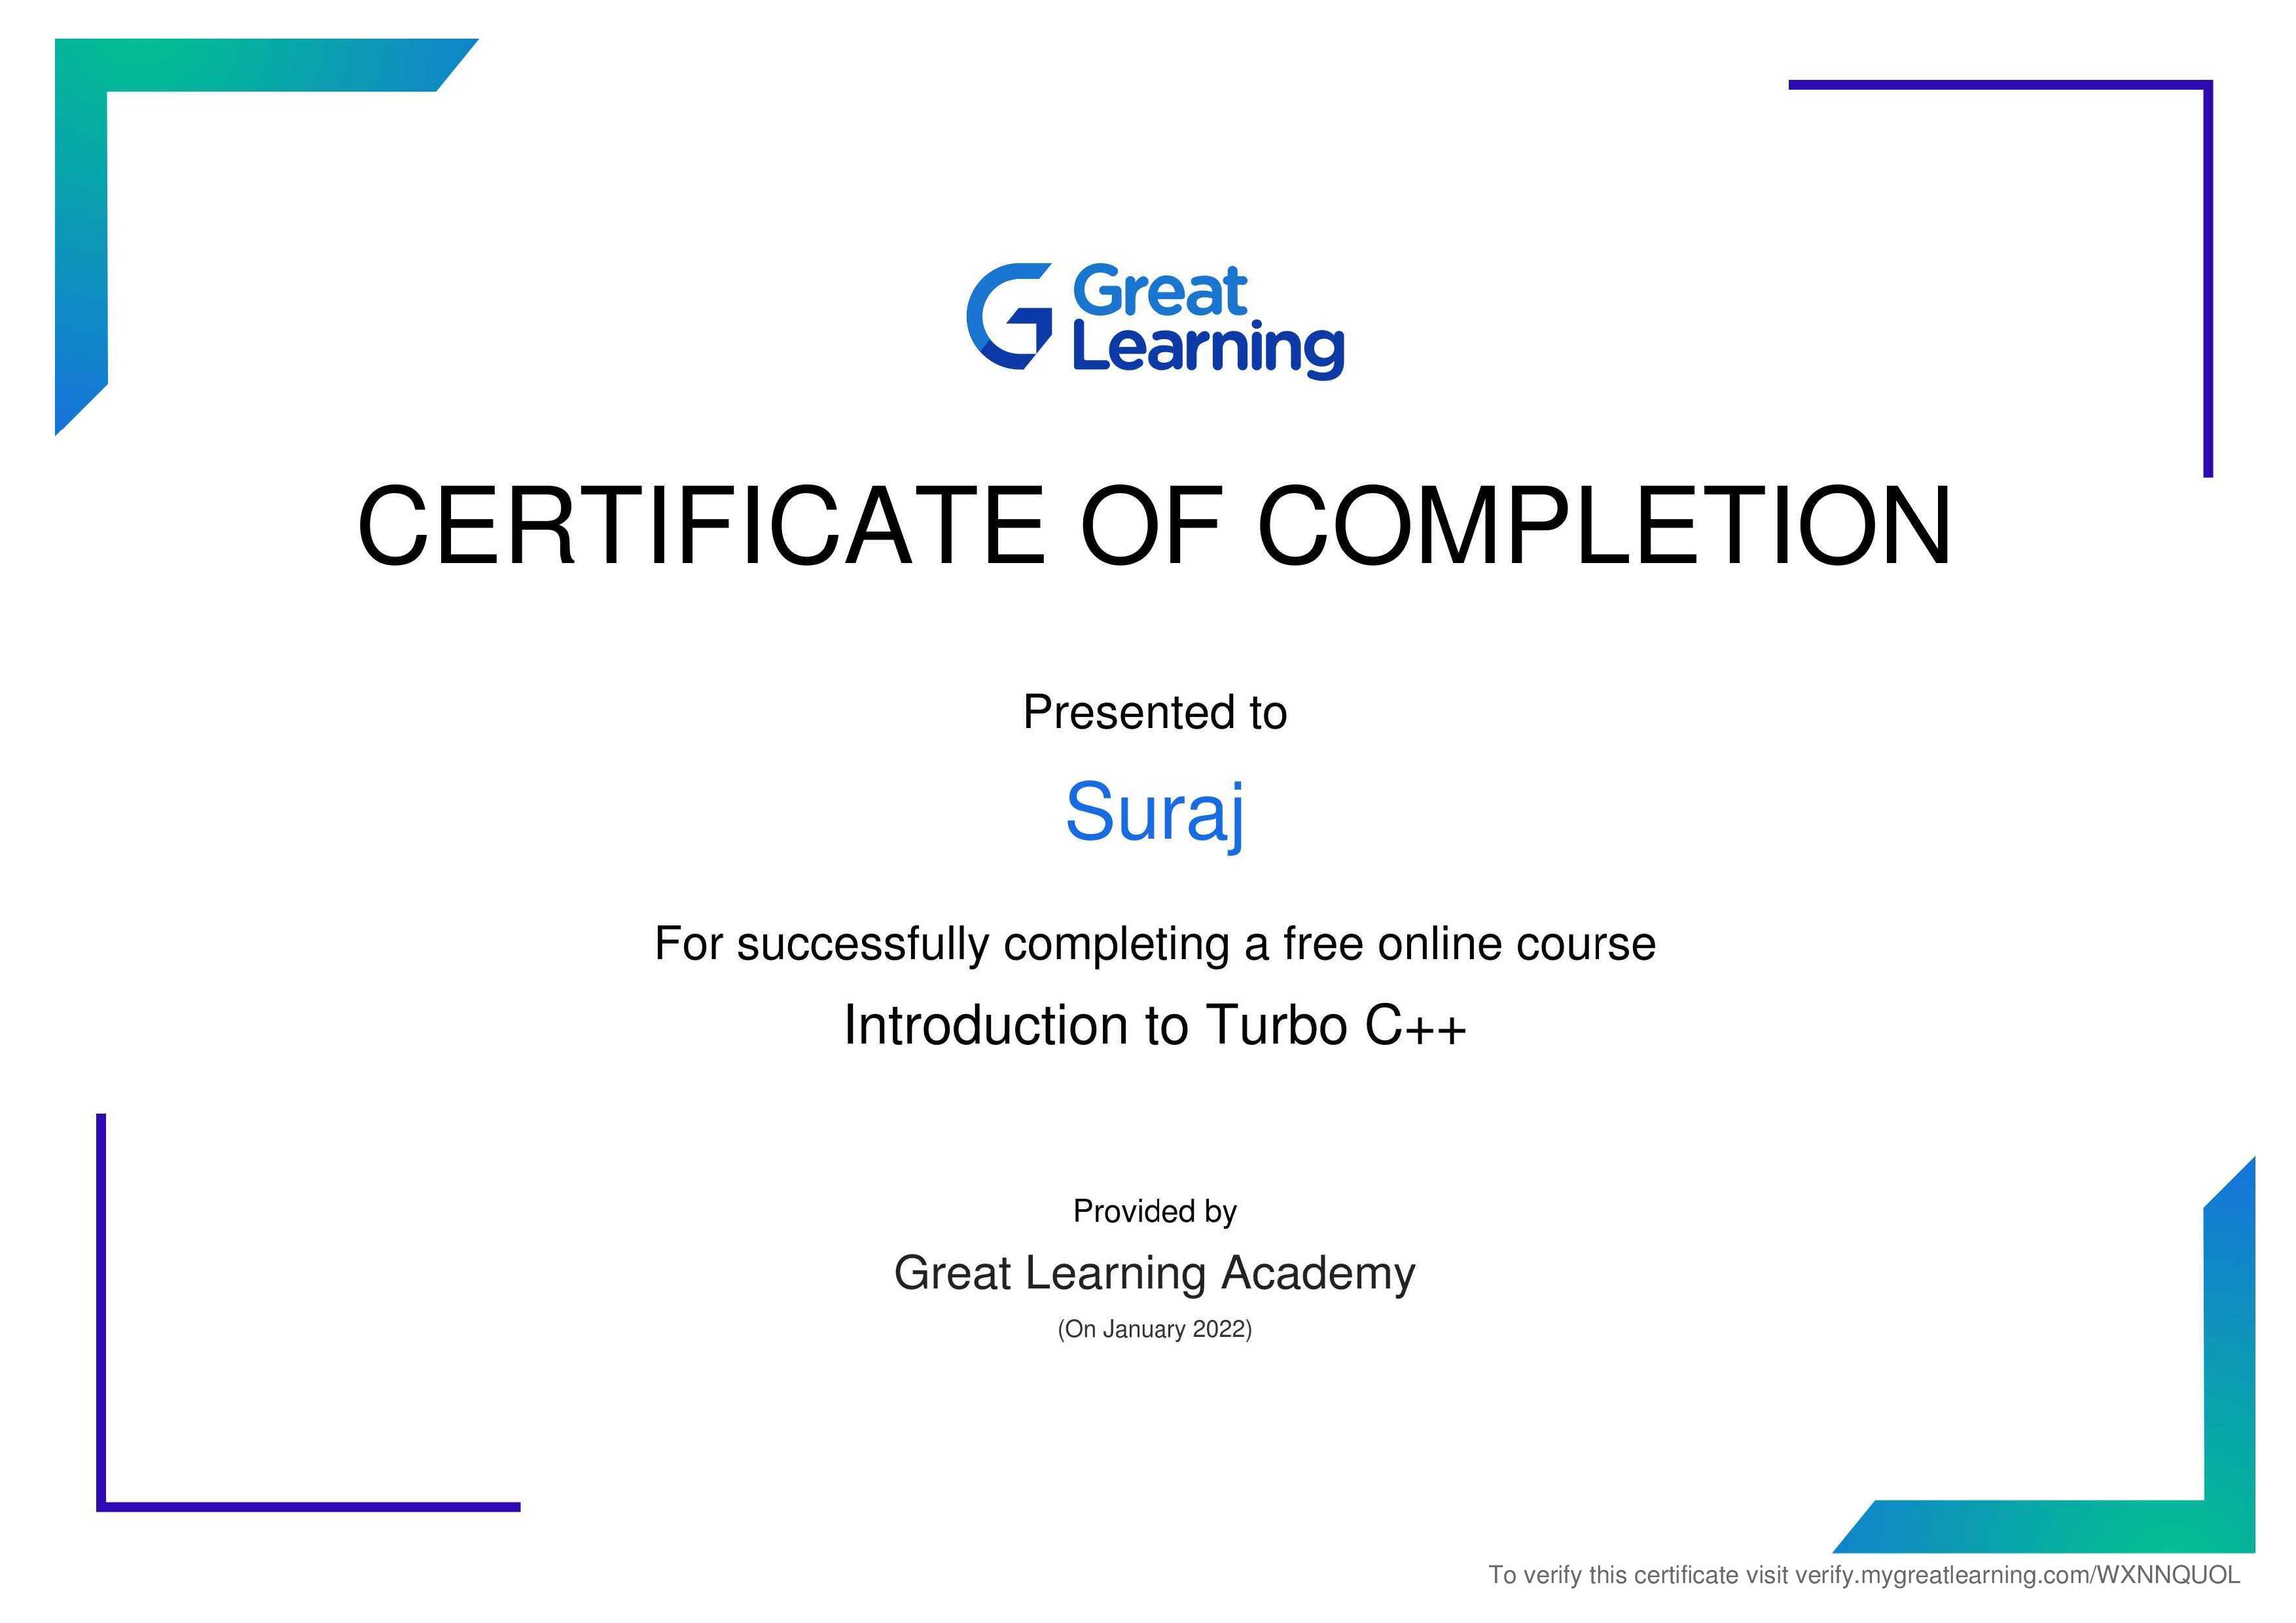 Great
Learning
CERTIFICATE OF COMPLETION
Presented to
Suraj
For successfully completing a free online course
Introduction to Turbo C++
Provided by
Great Learning Academy
(On January 2022)
To verify this certificate visit verify.mygreatlearning.com/WXNNQUOL